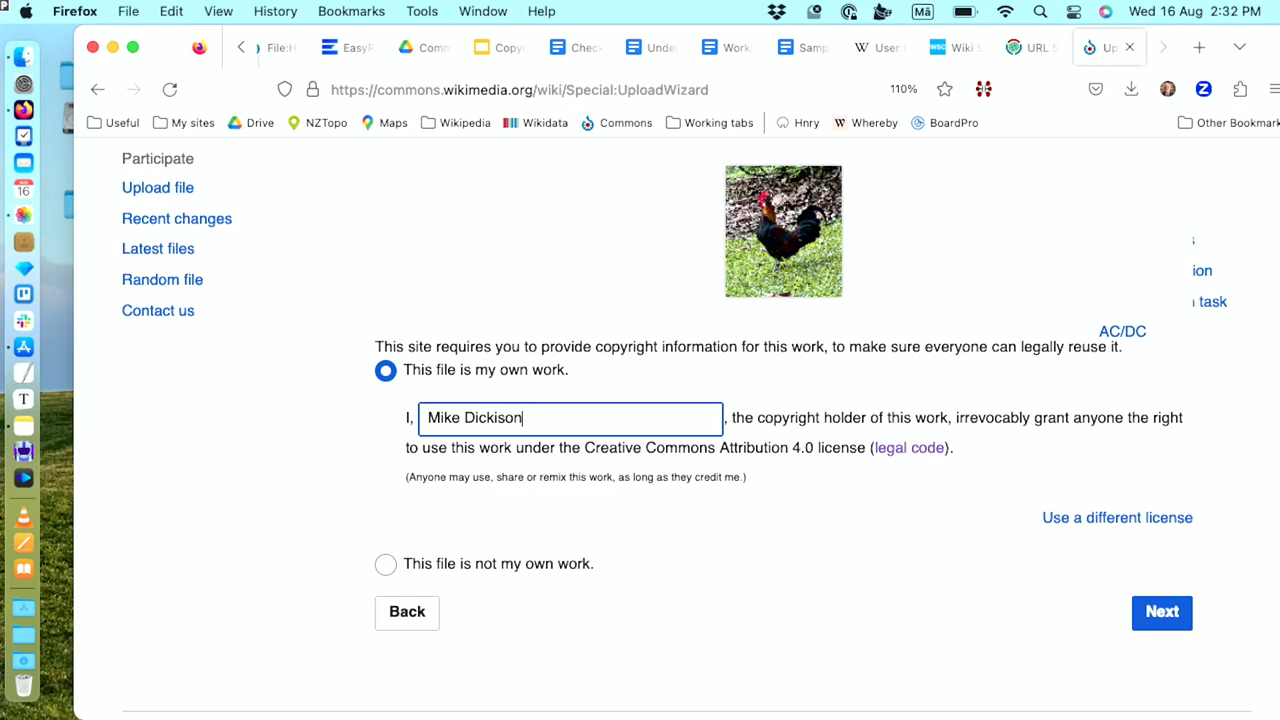 Firefox File Edit View History Bookmarks Tools Window Help Mā Wed 16 Aug 2:32 PM
File:H EasyR Comm Copy Check Unde Work Samp W User: WSC Wiki S URL S Up
https://commons.wikimedia.org/wiki/Special:UploadWizard 110%
Useful My sites Drive NZTopo Maps Wikipedia Wikidata Commons Working tabs Hnry Whereby BoardPro Other Bookmark
Participate
Upload file
Recent changes
Latest files
Random file
Contact us
ion
task
AC/DC
This site requires you to provide copyright information for this work, to make sure everyone can legally reuse it.
This file is my own work.
I, Mike Dickison, the copyright holder of this work, irrevocably grant anyone the right
to use this work under the Creative Commons Attribution 4.0 license (legal code).
(Anyone may use, share or remix this work, as long as they credit me.)
Use a different license
This file is not my own work.
Back Next